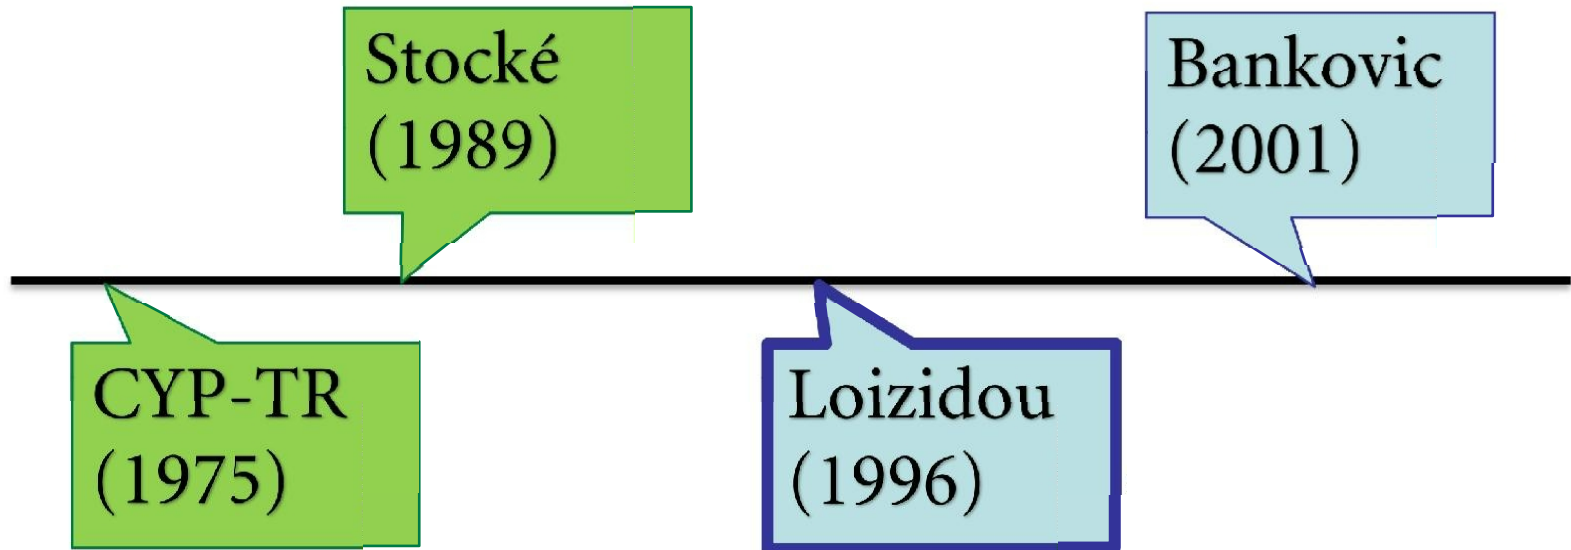 Stocké
(1989)
Bankovic
(2001)
CYP-TR
(1975)
Loizidou
(1996)